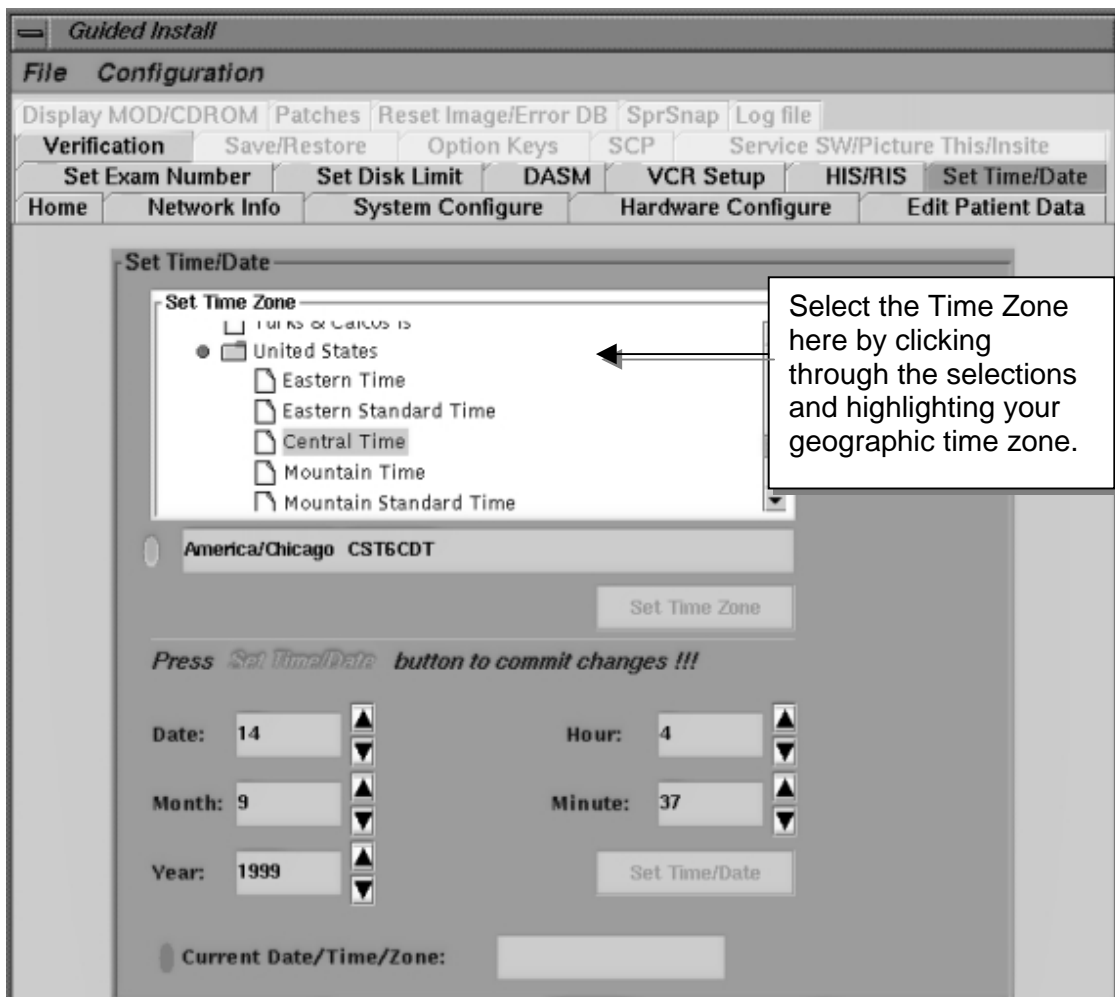 Guided Install
File Configuration
Display MOD/CDROM Patches Reset Image/Error DB SprSnap Log file
Verification Save/Restore Option Keys SCP Service SW/Picture This/Insite
Set Exam Number Set Disk Limit DASM VCR Setup HIS/RIS Set Time/Date
Home Network Info System Configure Hardware Configure Edit Patient Data
Set Time/Date
Set Time Zone
Turks & Caicos Is
United States
Eastern Time
Eastern Standard Time
Central Time
Mountain Time
Mountain Standard Time
Select the Time Zone
here by clicking
through the selections
and highlighting your
geographic time zone.
America/Chicago CST6CDT
Set Time Zone
Press Set Time/Date button to commit changes !!!
Date: 14 Hour: 4
Month: 9 Minute: 37
Year: 1999 Set Time/Date
Current Date/Time/Zone: